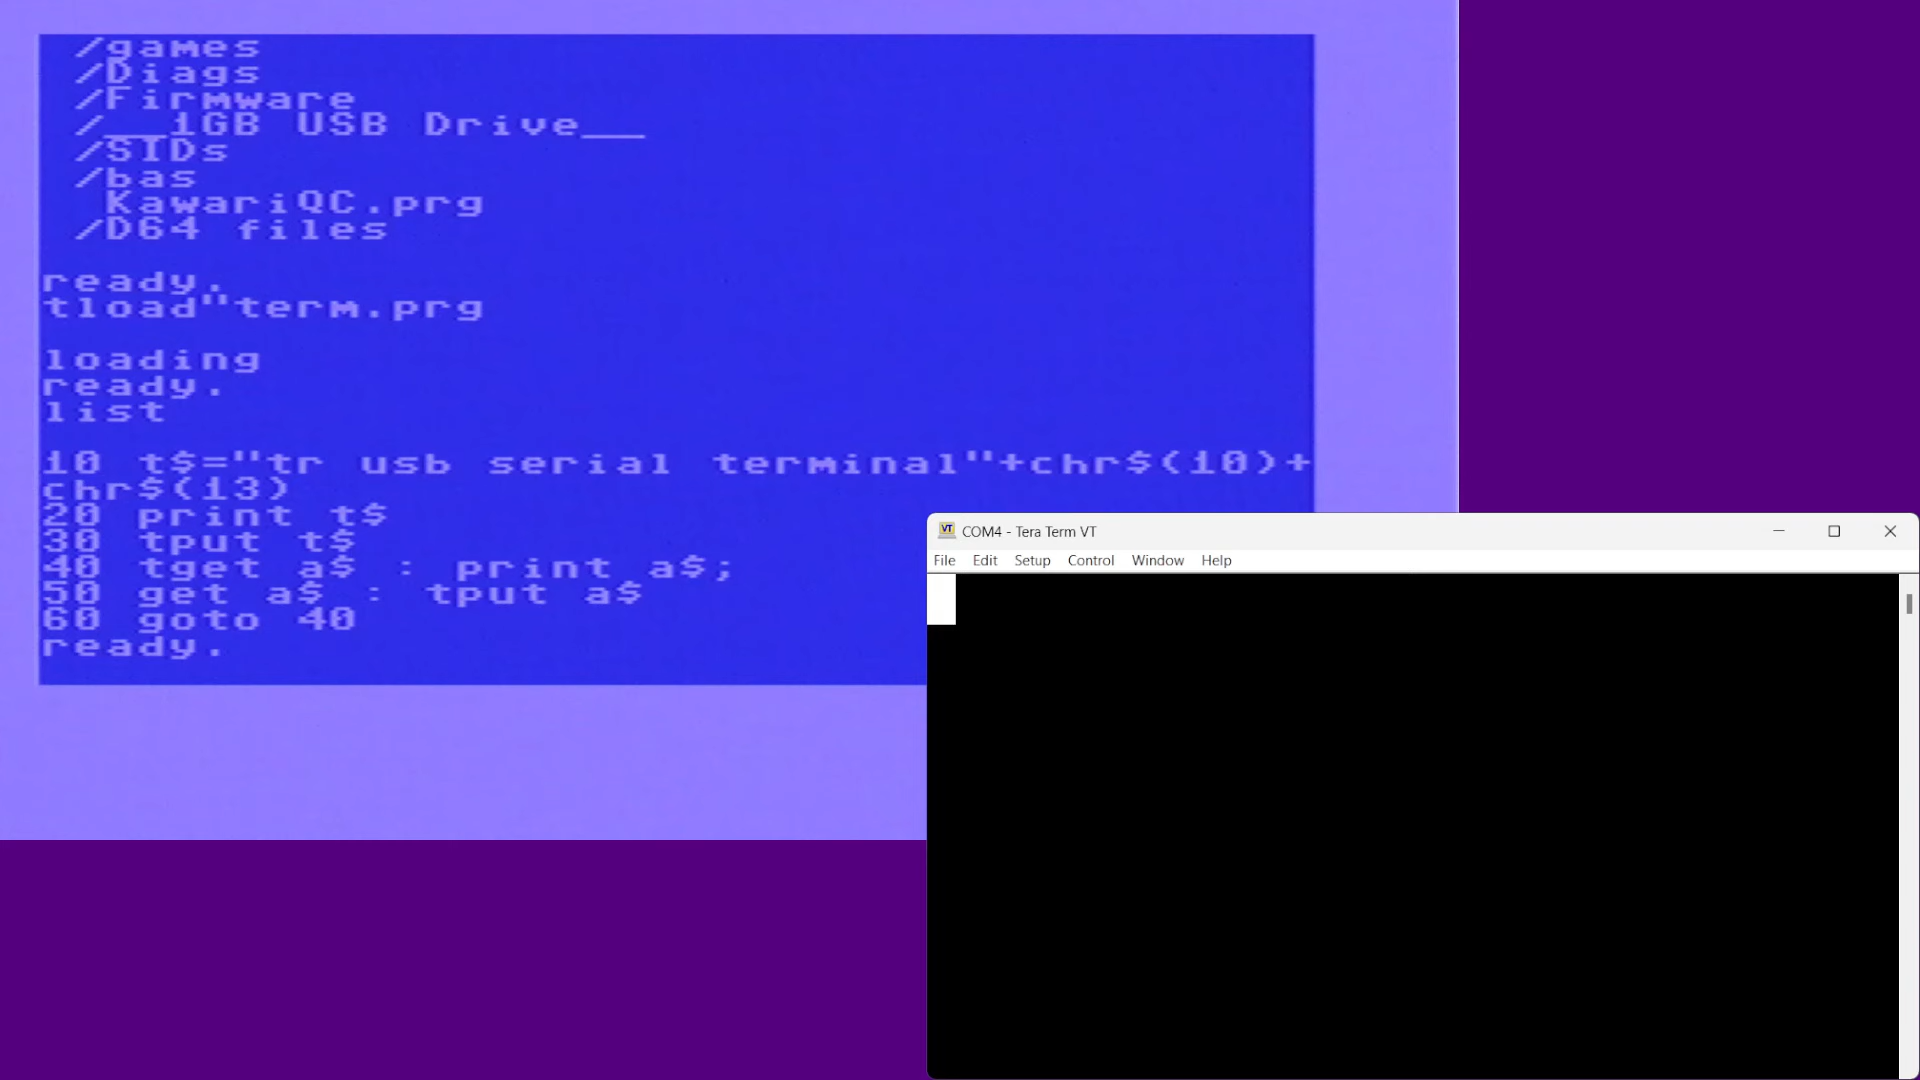 /games
/Diags
/Firmware
/__1GB USB Drive__
/SIDs
/bas
KawariQC.prg
/D64 files
ready.
tload"term.prg
loading
ready.
list
10 t$="tr usb serial terminal"+chr$(10)+
chr$(13)
20 print t$
30 tput t$
40 tget a$ : print a$;
50 get a$ : tput a$
60 goto 40
ready.
VT COM4 - Tera Term VT
File Edit Setup Control Window Help